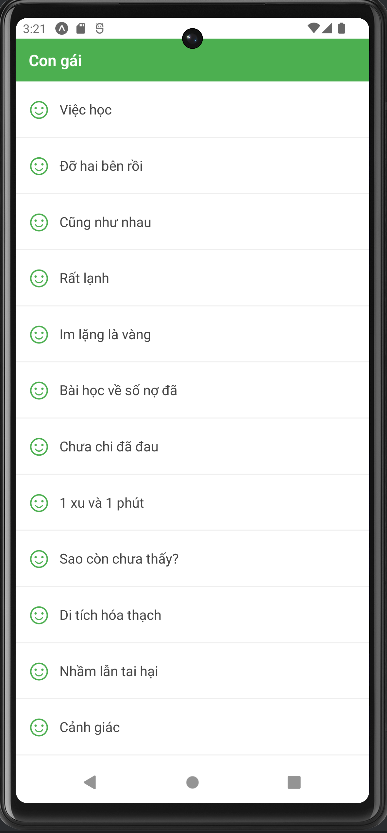 3:21
Con gái
Việc học
Đỡ hai bên rồi
Cũng như nhau
Rất lạnh
Im lặng là vàng
Bài học về số nợ đã
Chưa chi đã đau
1 xu và 1 phút
Sao còn chưa thấy?
Di tích hóa thạch
Nhầm lẫn tai hại
Cảnh giác